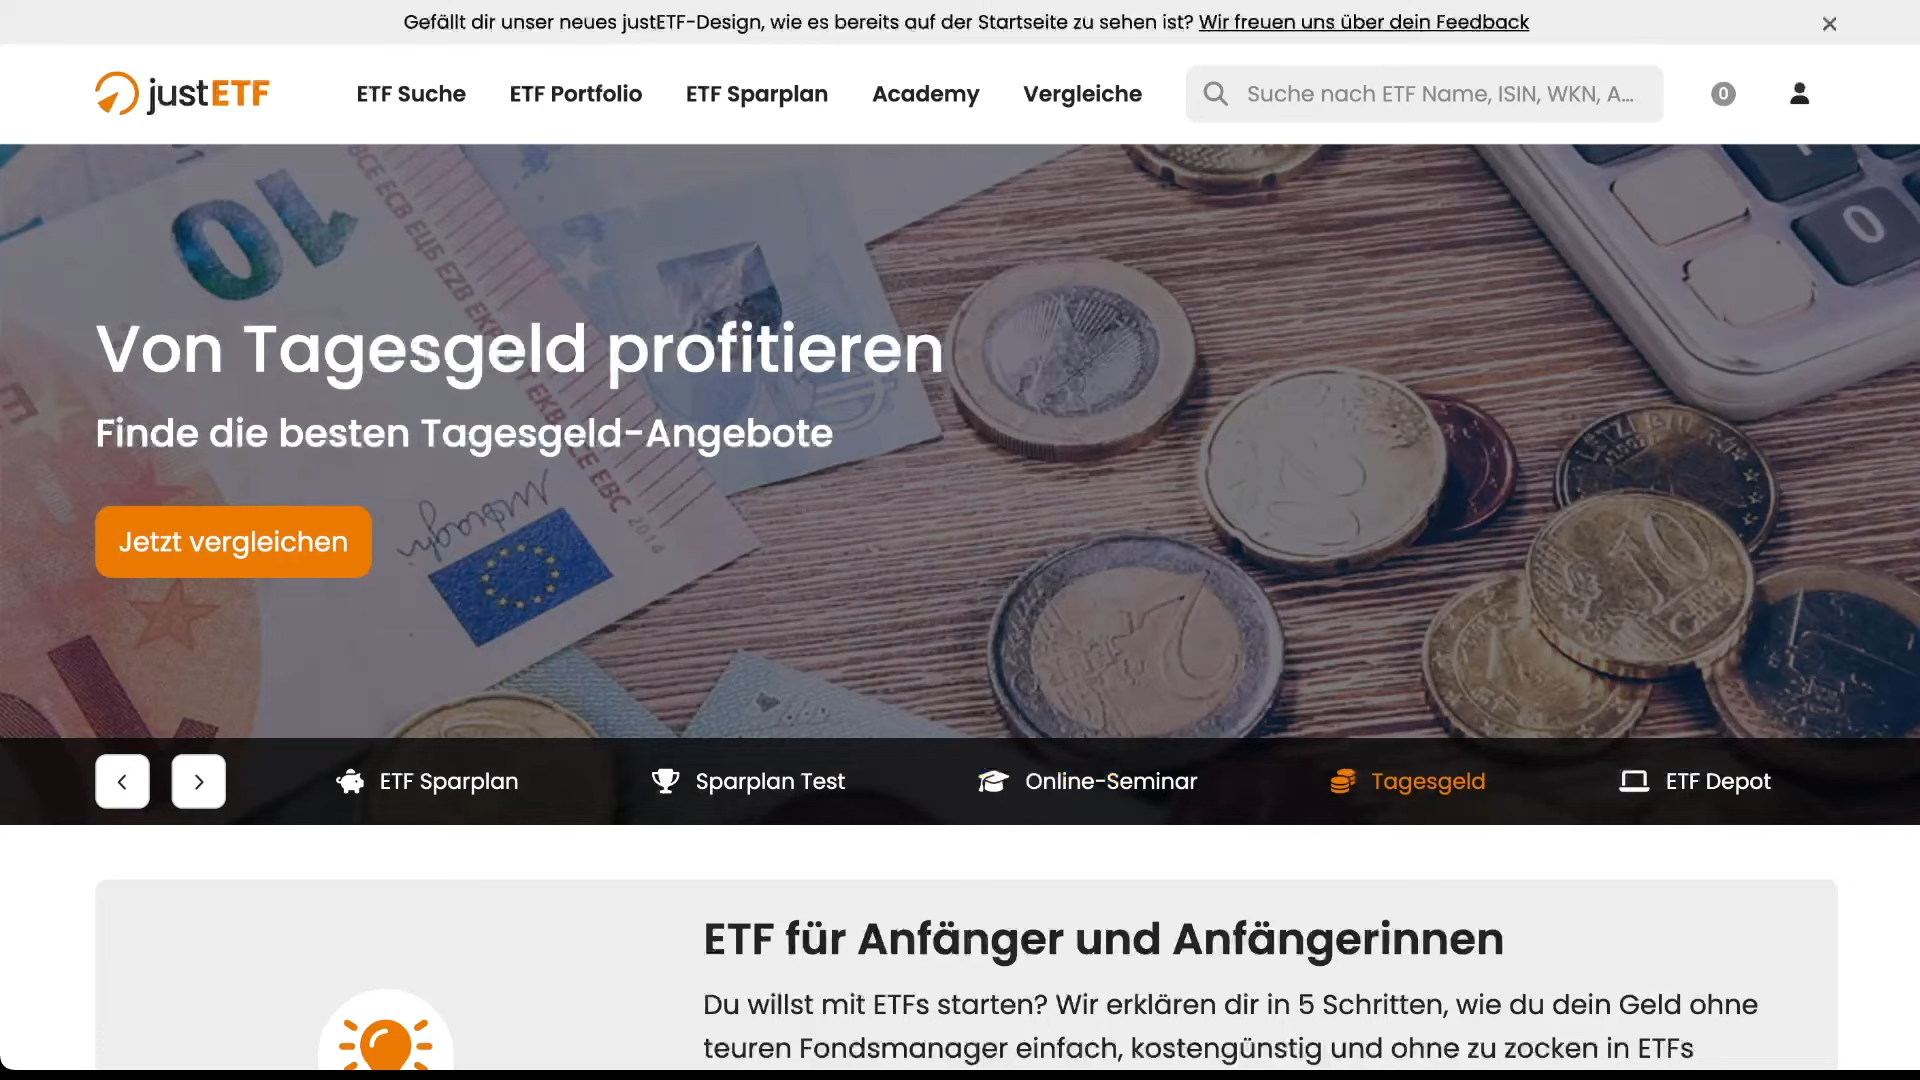 Gefällt dir unser neues justETF-Design, wie es bereits auf der Startseite zu sehen ist? Wir freuen uns über dein Feedback
justETF
ETF Suche
ETF Portfolio
ETF Sparplan
Academy
Vergleiche
Suche nach ETF Name, ISIN, WKN, A...
0
Von Tagesgeld profitieren
Finde die besten Tagesgeld-Angebote
Jetzt vergleichen
ETF Sparplan
Sparplan Test
Online-Seminar
Tagesgeld
ETF Depot
ETF für Anfänger und Anfängerinnen
Du willst mit ETFs starten? Wir erklären dir in 5 Schritten, wie du dein Geld ohne
teuren Fondsmanager einfach, kostengünstig und ohne zu zocken in ETFs